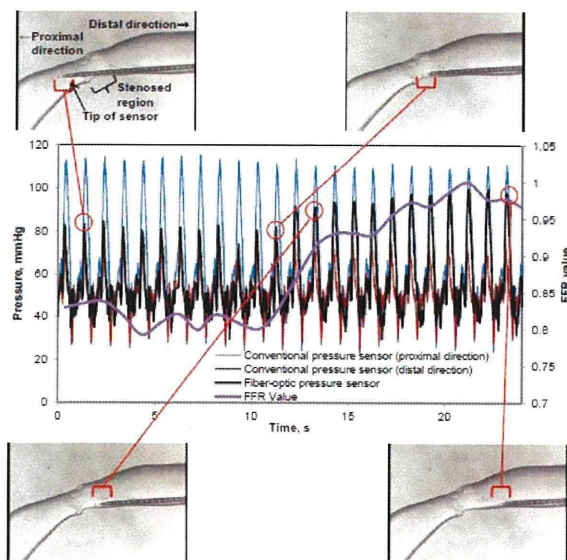 Distal direction→
←Proximal
direction
Stenosed
region
Tip of sensor
120
100
80
60
40
20
0
Pressure, mmHg
1.05
1
0.95
0.9
0.85
0.8
0.75
0.7
FFR value
Conventional pressure sensor (proximal direction)
Conventional pressure sensor (distal direction)
Fiber-optic pressure sensor
FFR Value
0
5
10
15
20
Time, s